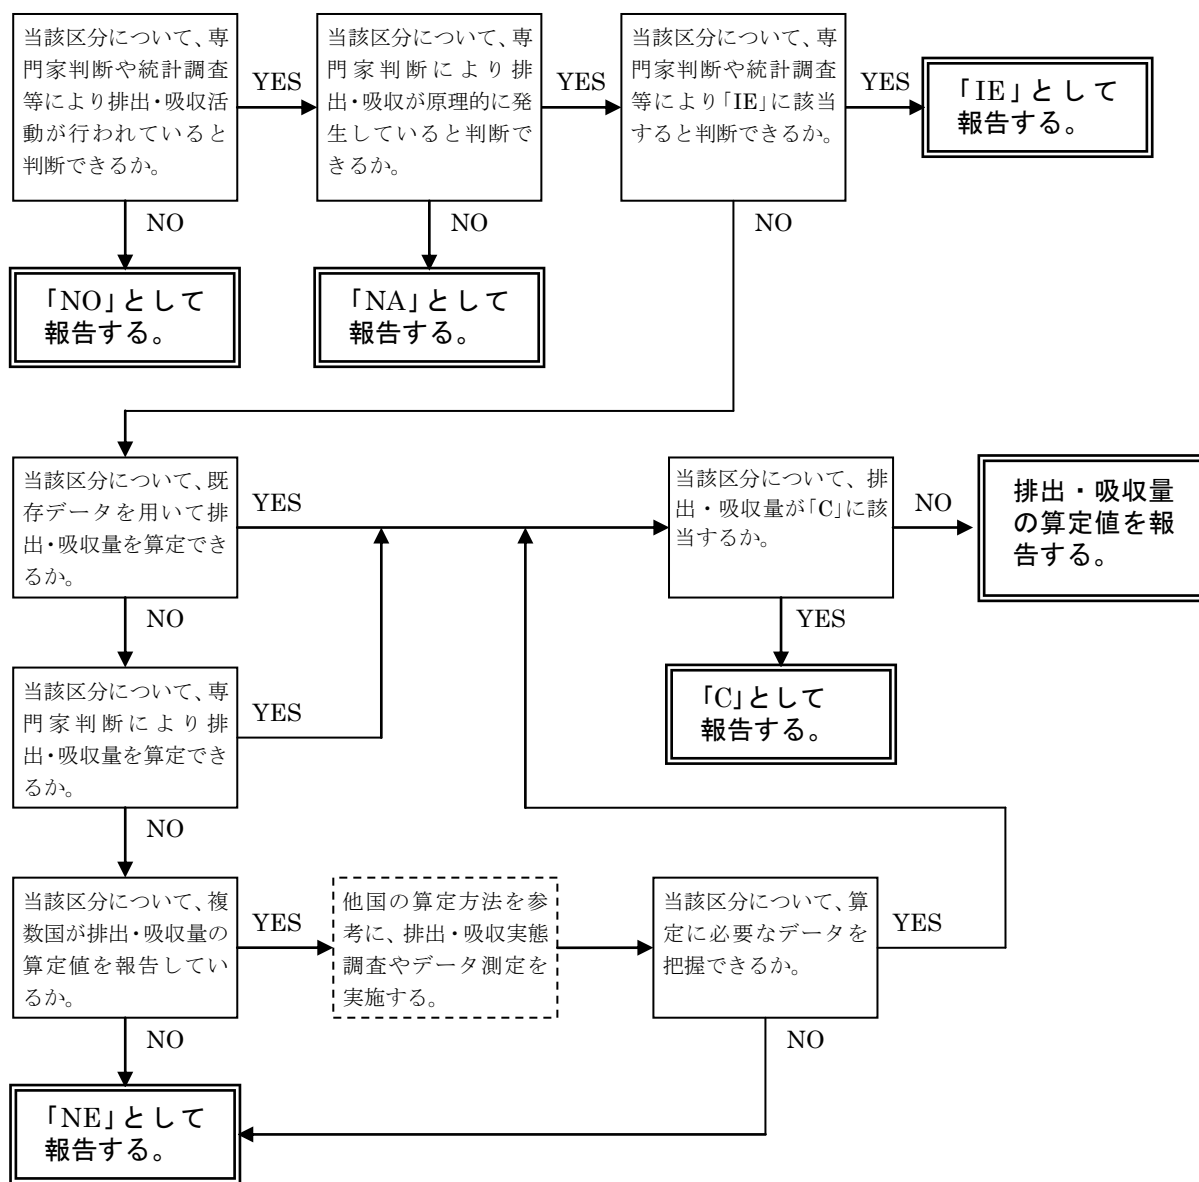 当該区分について、専
門家判断や統計調査
等により排出・吸収活
動が行われていると
判断できるか。
YES
当該区分について、専
門家判断により排
出・吸収が原理的に発
生していると判断で
きるか。
YES
当該区分について、専
門家判断や統計調査
等により「IE」に該当
すると判断できるか。
YES
「IE」として
報告する。
NO
NO
NO
「NO」として
報告する。
「NA」として
報告する。
当該区分について、既
存データを用いて排
出・吸収量を算定でき
るか。
YES
当該区分について、排
出・吸収量が「C」に該
当するか。
NO
排出・吸収量
の算定値を報
告する。
NO
YES
当該区分について、専
門家判断により排
出・吸収量を算定でき
るか。
YES
「C」として
報告する。
NO
当該区分について、複
数国が排出・吸収量の
算定値を報告してい
るか。
YES
他国の算定方法を参
考に、排出・吸収実態
調査やデータ測定を
実施する。
当該区分について、算
定に必要なデータを
把握できるか。
YES
NO
NO
「NE」として
報告する。